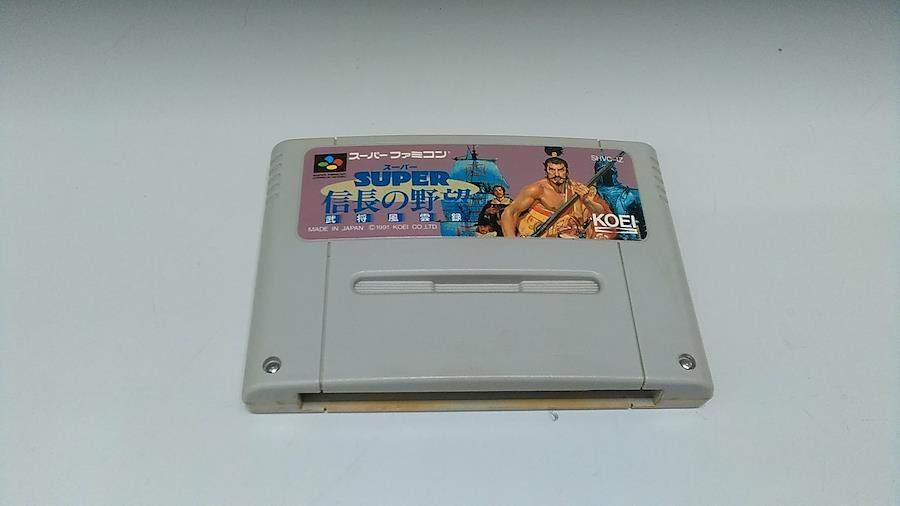 スーパーファミコン
スーパー
SUPER
信長の野望
武将風雲録
MADE IN JAPAN ©1991 KOEI CO.,LTD
SHVC-IZ
KOEI